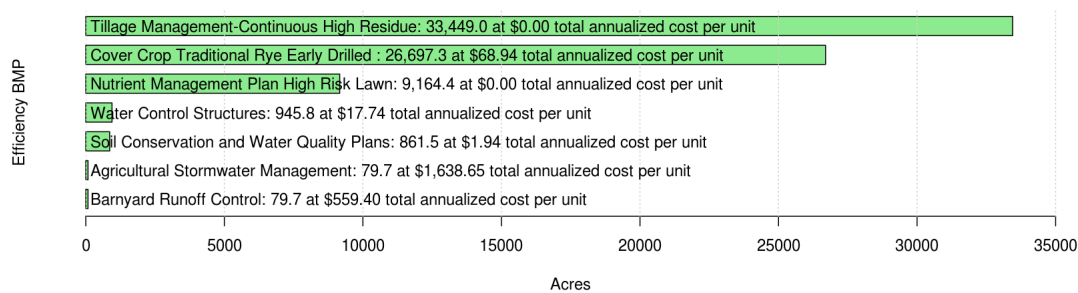 Efficiency BMP
Tillage Management-Continuous High Residue: 33,449.0 at $0.00 total annualized cost per unit
Cover Crop Traditional Rye Early Drilled : 26,697.3 at $68.94 total annualized cost per unit
Nutrient Management Plan High Risk Lawn: 9,164.4 at $0.00 total annualized cost per unit
Water Control Structures: 945.8 at $17.74 total annualized cost per unit
Soil Conservation and Water Quality Plans: 861.5 at $1.94 total annualized cost per unit
Agricultural Stormwater Management: 79.7 at $1,638.65 total annualized cost per unit
Barnyard Runoff Control: 79.7 at $559.40 total annualized cost per unit
0 5000 10000 15000 20000 25000 30000 35000
Acres